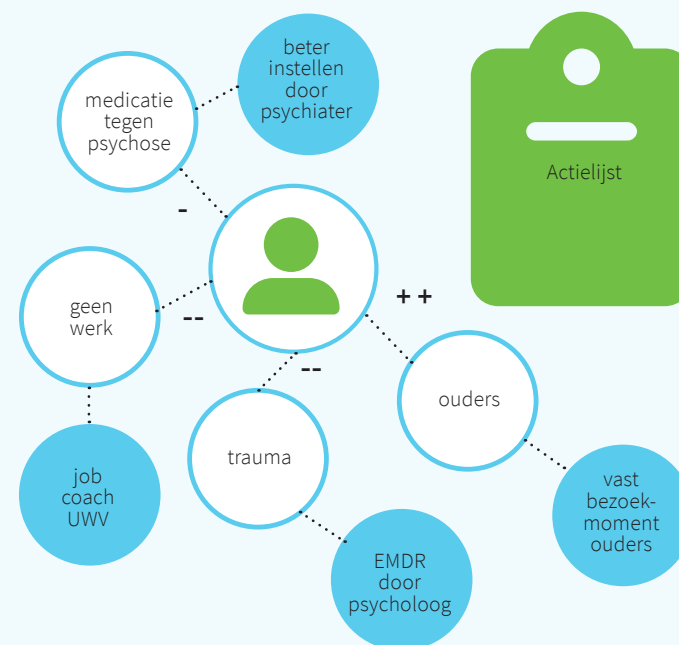 beter
instellen
door
psychiater
medicatie
tegen
psychose
Actielijst
-
++
geen
werk
--
--
ouders
trauma
job
coach
UWV
vast
bezoek-
moment
ouders
EMDR
door
psycholoog